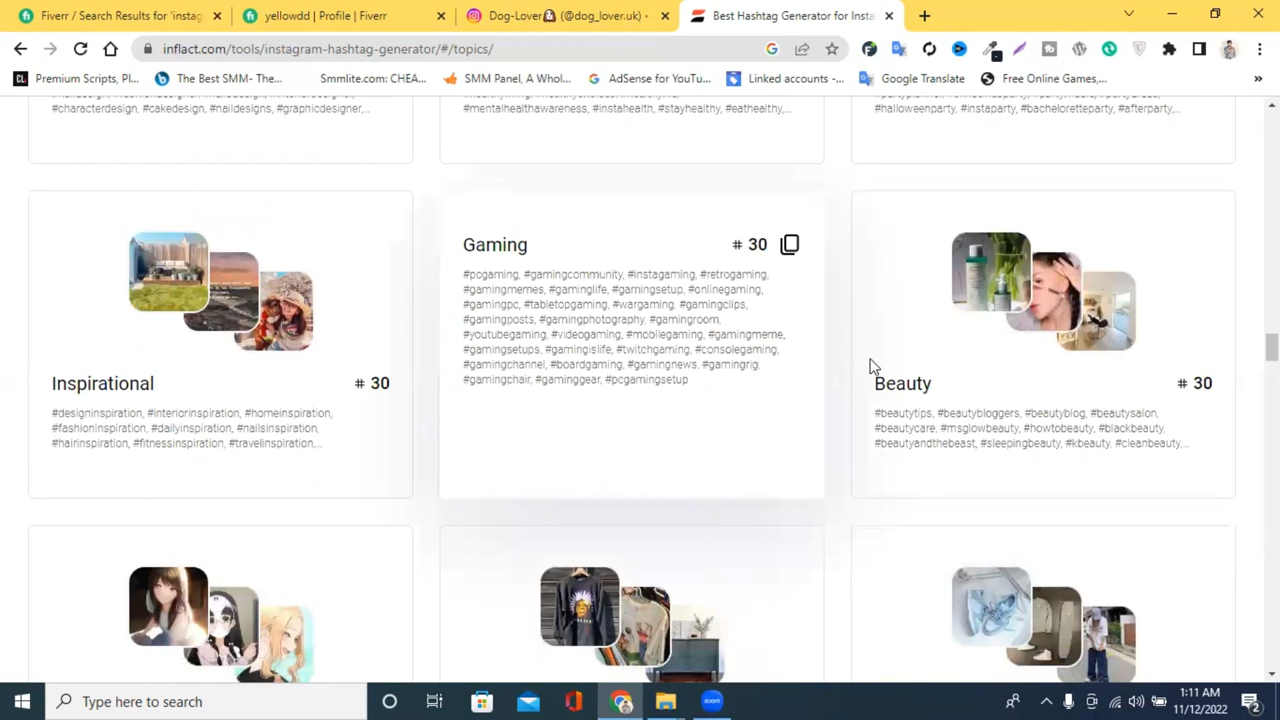 Fiverr / Search Results for 'instag
yellowdd | Profile | Fiverr
Dog-Lover (@dog_lover.uk) •
Best Hashtag Generator for Insta
inflact.com/tools/instagram-hashtag-generator/#/topics/
Premium Scripts, Pl...
The Best SMM- The...
Smmlite.com: CHEA...
SMM Panel, A Whol...
AdSense for YouTu...
Linked accounts -...
Google Translate
Free Online Games,...
»
#characterdesign, #cakedesign, #naildesigns, #graphicdesigner,...
#mentalhealthawareness, #instahealth, #stayhealthy, #eathealthy,...
#halloweenparty, #instaparty, #bacheloretteparty, #afterparty,...
Inspirational
# 30
#designinspiration, #interiorinspiration, #homeinspiration,
#fashioninspiration, #dailyinspiration, #nailsinspiration,
#hairinspiration, #fitnessinspiration, #travelinspiration,...
Gaming
# 30
#pcgaming, #gamingcommunity, #instagaming, #retrogaming,
#gamingmemes, #gaminglife, #gamingsetup, #onlinegaming,
#gamingpc, #tabletopgaming, #wargaming, #gamingclips,
#gamingposts, #gamingphotography, #gamingroom,
#youtubegaming, #videogaming, #mobilegaming, #gamingmeme,
#gamingsetups, #gamingislife, #twitchgaming, #consolegaming,
#gamingchannel, #boardgaming, #gamingnews, #gamingrig,
#gamingchair, #gaminggear, #pcgamingsetup
Beauty
# 30
#beautytips, #beautybloggers, #beautyblog, #beautysalon,
#beautycare, #msglowbeauty, #howtobeauty, #blackbeauty,
#beautyandthebeast, #sleepingbeauty, #kbeauty, #cleanbeauty,...
Type here to search
zoom
1:11 AM
11/12/2022
2